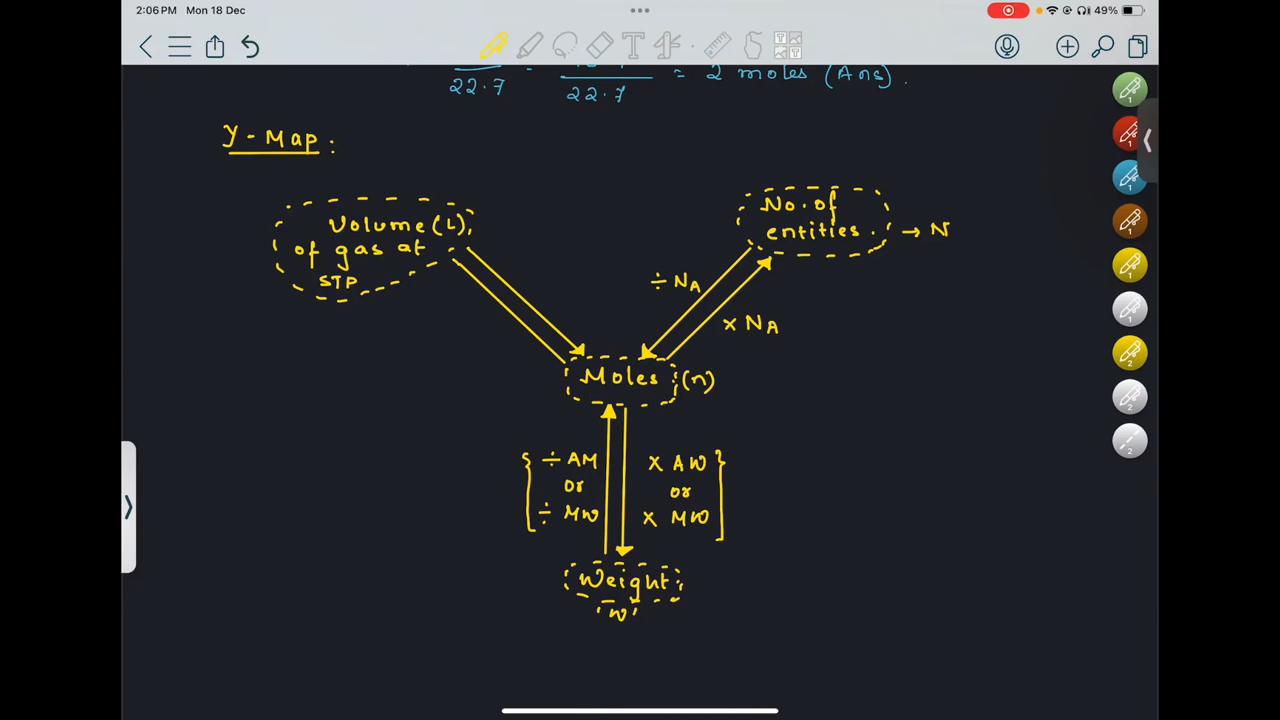 2:06 PM Mon 18 Dec
49%
22.7 = 22.7 = 2 moles (Ans).
Y-Map:
Volume(L)
of gas at
STP
No. of
entities. → N
÷ NA
× NA
Moles (n)
÷ AM × AW
or or
÷ MW × MW
Weight
'w'